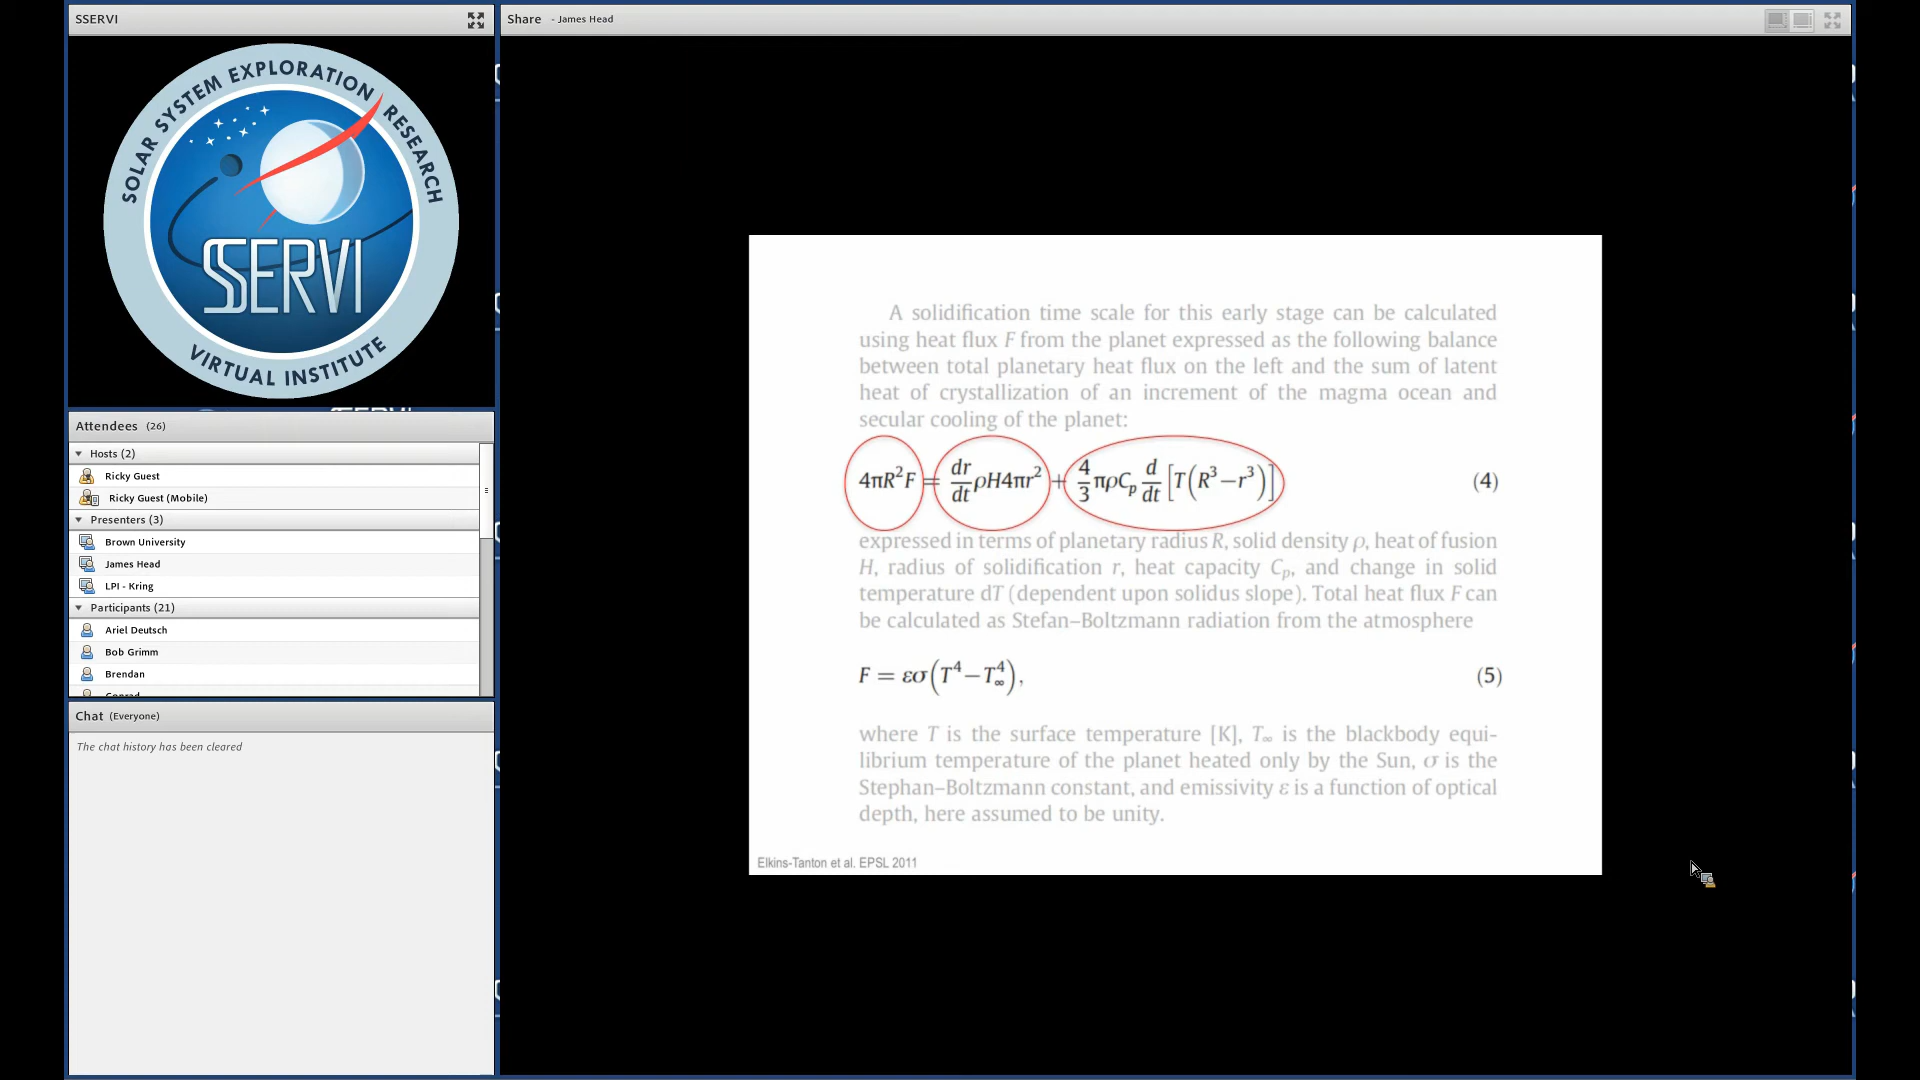 SSERVI
SOLAR SYSTEM EXPLORATION RESEARCH
SSERVI
VIRTUAL INSTITUTE
Attendees (26)
Hosts (2)
Ricky Guest
Ricky Guest (Mobile)
Presenters (3)
Brown University
James Head
LPI - Kring
Participants (21)
Ariel Deutsch
Bob Grimm
Brendan
Conrad
Chat (Everyone)
The chat history has been cleared
Share - James Head
A solidification time scale for this early stage can be calculated
using heat flux F from the planet expressed as the following balance
between total planetary heat flux on the left and the sum of latent
heat of crystallization of an increment of the magma ocean and
secular cooling of the planet:
4πR²F = dr/dt ρH4πr² + 4/3 πρCₚ d/dt [T(R³−r³)] (4)
expressed in terms of planetary radius R, solid density ρ, heat of fusion
H, radius of solidification r, heat capacity Cₚ, and change in solid
temperature dT (dependent upon solidus slope). Total heat flux F can
be calculated as Stefan–Boltzmann radiation from the atmosphere
F = εσ(T⁴−T∞⁴), (5)
where T is the surface temperature [K], T∞ is the blackbody equi-
librium temperature of the planet heated only by the Sun, σ is the
Stephan–Boltzmann constant, and emissivity ε is a function of optical
depth, here assumed to be unity.
Elkins-Tanton et al. EPSL 2011